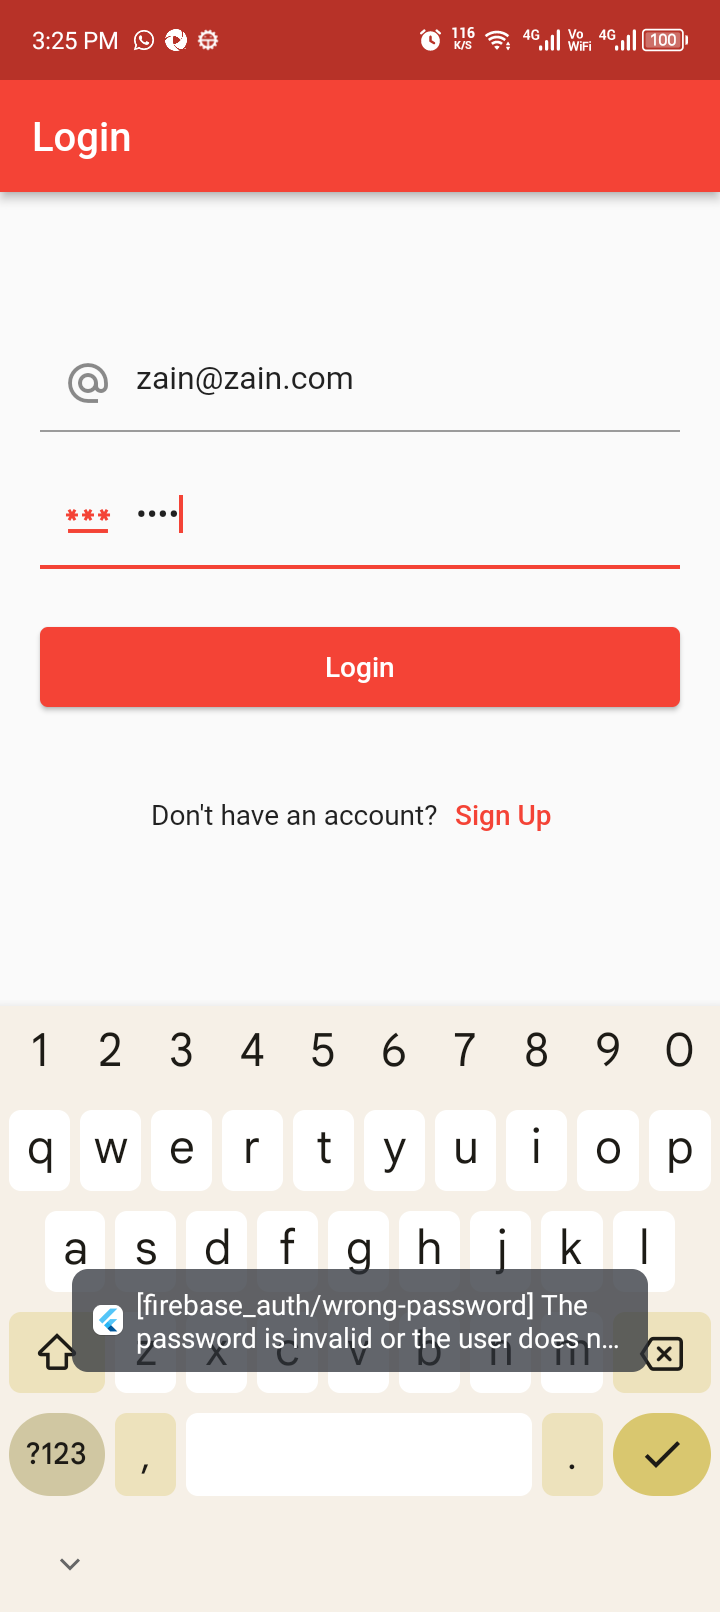 3:25 PM 116 K/S 4G Vo WiFi 4G 100
Login
zain@zain.com
*** ••••
Login
Don't have an account? Sign Up
1 2 3 4 5 6 7 8 9 0
q w e r t y u i o p
a s d f g h j k l
[firebase_auth/wrong-password] The
password is invalid or the user does n...
z x c v b n m
?123 , .